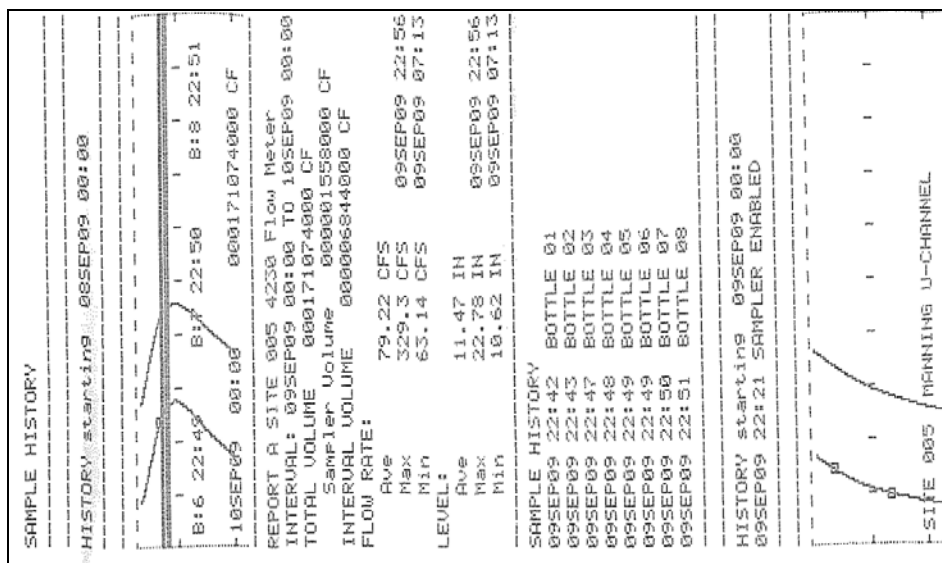 SAMPLE HISTORY
HISTORY starting 08SEP09 00:00
B:6 22:49 B:7 22:50 B:8 22:51
10SEP09 00:00 000171074000 CF
REPORT A SITE 005 4230 Flow Meter
INTERVAL: 09SEP09 00:00 TO 10SEP09 00:00
TOTAL VOLUME 000171074000 CF
Sampler Volume 000001558000 CF
INTERVAL VOLUME 000006844000 CF
FLOW RATE:
Ave 79.22 CFS
Max 329.3 CFS 09SEP09 22:56
Min 63.14 CFS 09SEP09 07:13
LEVEL:
Ave 11.47 IN
Max 22.78 IN 09SEP09 22:56
Min 10.62 IN 09SEP09 07:13
SAMPLE HISTORY
09SEP09 22:42 BOTTLE 01
09SEP09 22:43 BOTTLE 02
09SEP09 22:47 BOTTLE 03
09SEP09 22:48 BOTTLE 04
09SEP09 22:49 BOTTLE 05
09SEP09 22:49 BOTTLE 06
09SEP09 22:50 BOTTLE 07
09SEP09 22:51 BOTTLE 08
HISTORY starting 09SEP09 00:00
09SEP09 22:21 SAMPLER ENABLED
SITE 005 MANNING U-CHANNEL